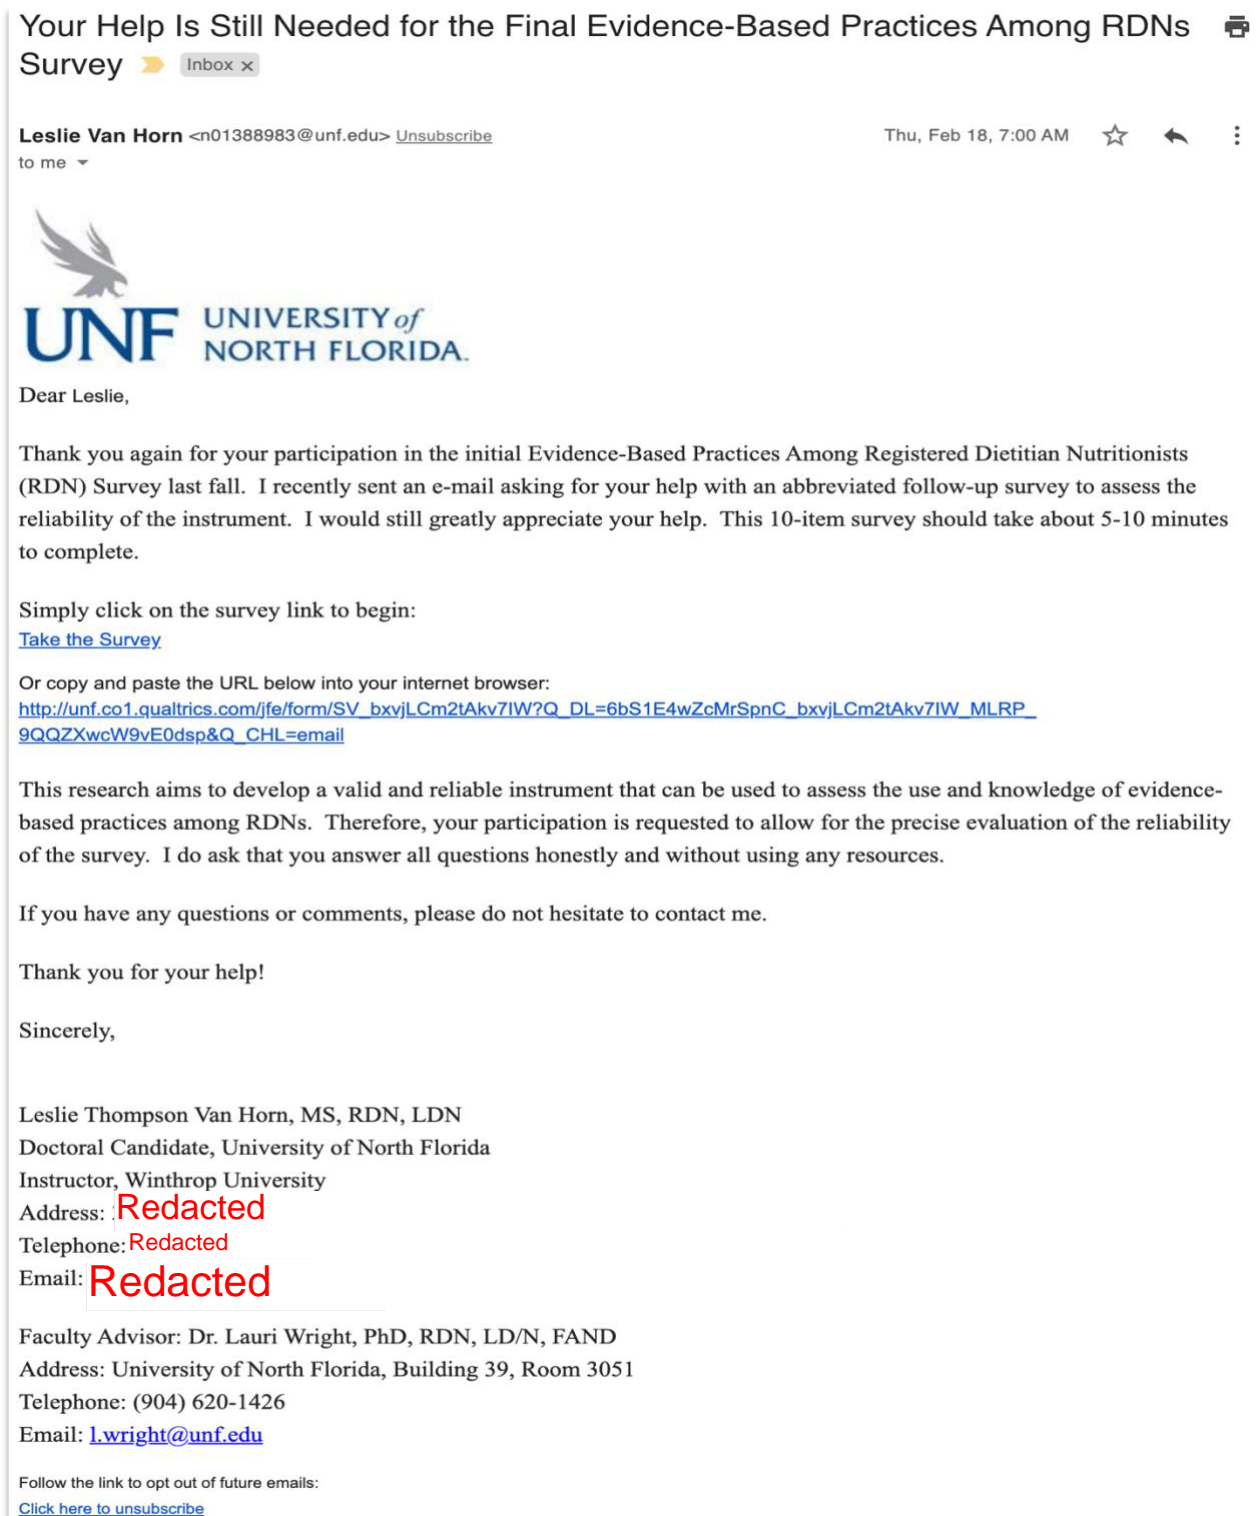 Your Help Is Still Needed for the Final Evidence-Based Practices Among RDNs
Survey Inbox x
Leslie Van Horn <n01388983@unf.edu> Unsubscribe Thu, Feb 18, 7:00 AM
to me
UNF UNIVERSITY of
NORTH FLORIDA.
Dear Leslie,
Thank you again for your participation in the initial Evidence-Based Practices Among Registered Dietitian Nutritionists
(RDN) Survey last fall. I recently sent an e-mail asking for your help with an abbreviated follow-up survey to assess the
reliability of the instrument. I would still greatly appreciate your help. This 10-item survey should take about 5-10 minutes
to complete.
Simply click on the survey link to begin:
Take the Survey
Or copy and paste the URL below into your internet browser:
http://unf.co1.qualtrics.com/jfe/form/SV_bxvjLCm2tAkv7IW?Q_DL=6bS1E4wZcMrSpnC_bxvjLCm2tAkv7IW_MLRP_
9QQZXwcW9vE0dsp&Q_CHL=email
This research aims to develop a valid and reliable instrument that can be used to assess the use and knowledge of evidence-
based practices among RDNs. Therefore, your participation is requested to allow for the precise evaluation of the reliability
of the survey. I do ask that you answer all questions honestly and without using any resources.
If you have any questions or comments, please do not hesitate to contact me.
Thank you for your help!
Sincerely,
Leslie Thompson Van Horn, MS, RDN, LDN
Doctoral Candidate, University of North Florida
Instructor, Winthrop University
Address: Redacted
Telephone: Redacted
Email: Redacted
Faculty Advisor: Dr. Lauri Wright, PhD, RDN, LD/N, FAND
Address: University of North Florida, Building 39, Room 3051
Telephone: (904) 620-1426
Email: l.wright@unf.edu
Follow the link to opt out of future emails:
Click here to unsubscribe